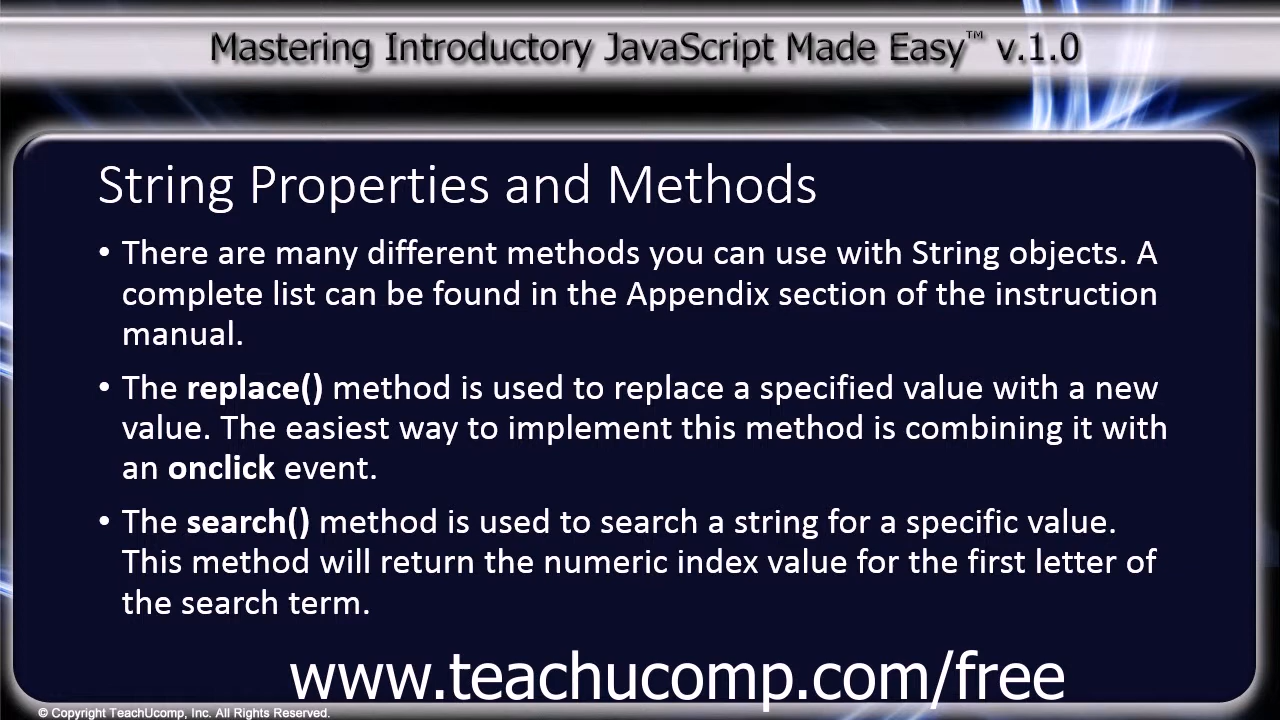 Mastering Introductory JavaScript Made Easy™ v.1.0
String Properties and Methods
• There are many different methods you can use with String objects. A
complete list can be found in the Appendix section of the instruction
manual.
• The replace() method is used to replace a specified value with a new
value. The easiest way to implement this method is combining it with
an onclick event.
• The search() method is used to search a string for a specific value.
This method will return the numeric index value for the first letter of
the search term.
www.teachucomp.com/free
© Copyright TeachUcomp, Inc. All Rights Reserved.